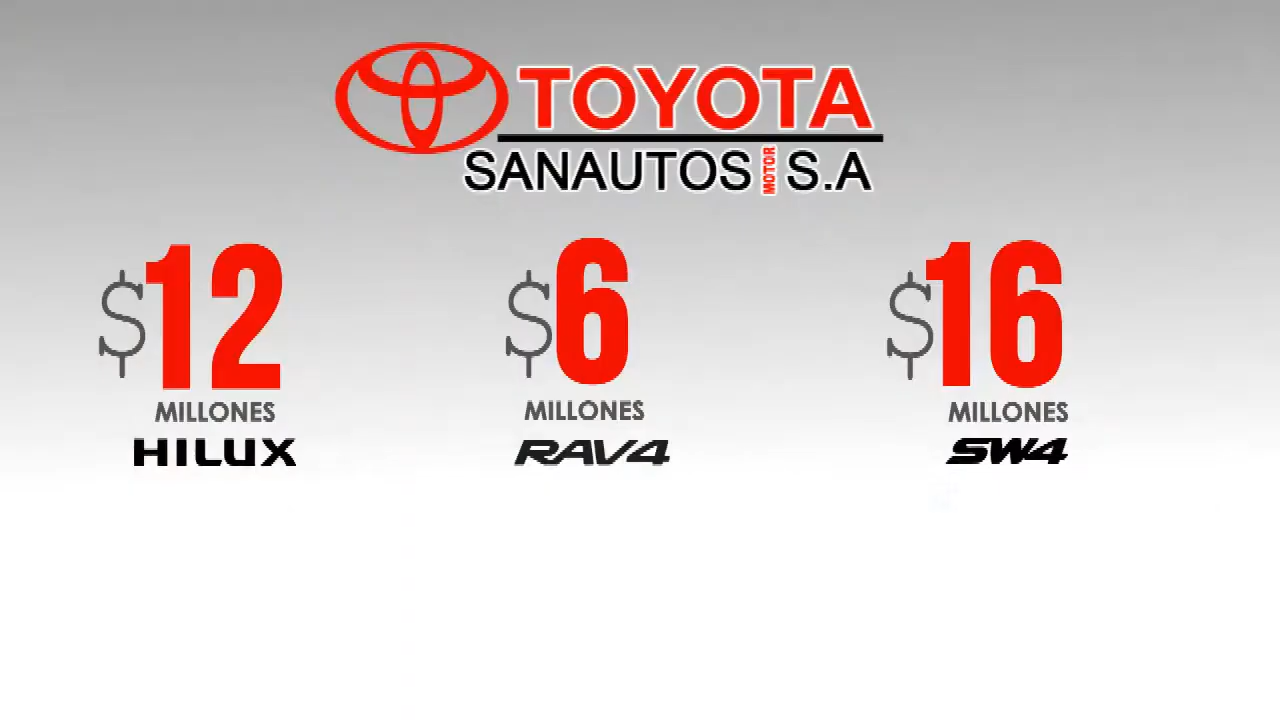 TOYOTA
SANAUTOS MOTOR S.A
$12 MILLONES
HILUX
$6 MILLONES
RAV4
$16 MILLONES
SW4